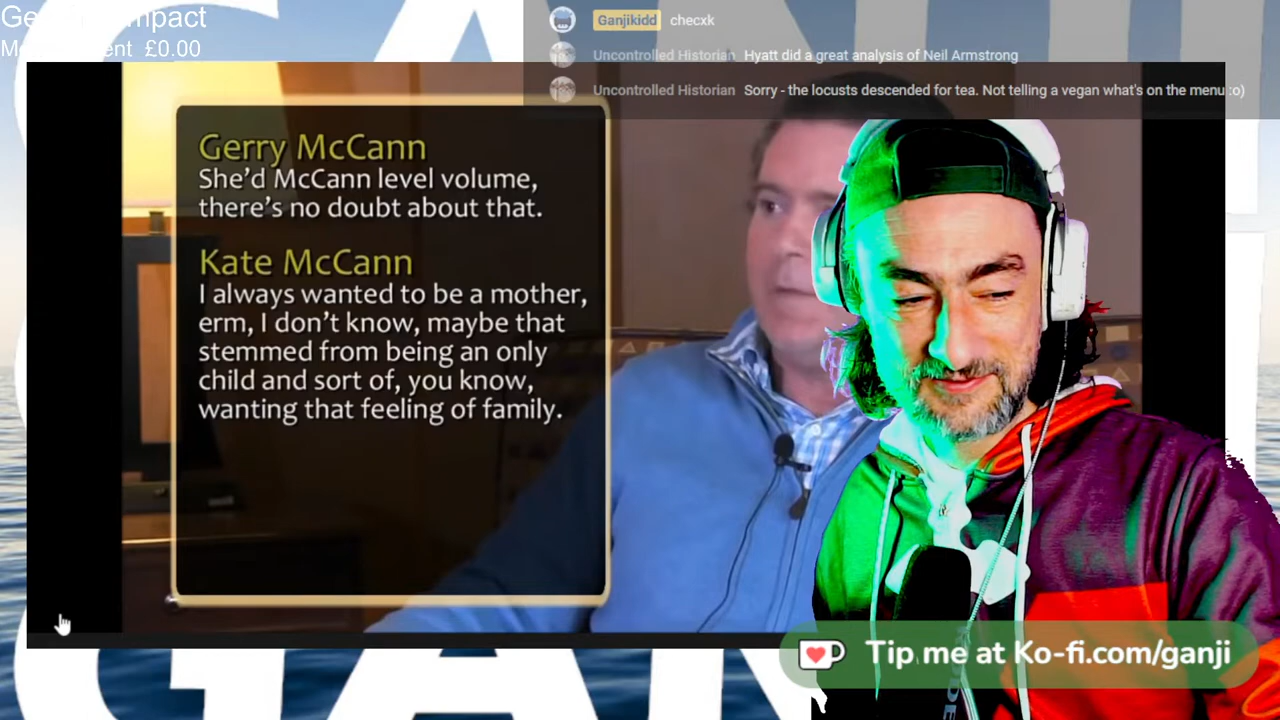 Ganjikidd checxk
Uncontrolled Historian Hyatt did a great analysis of Neil Armstrong
Uncontrolled Historian Sorry - the locusts descended for tea. Not telling a vegan what's on the menu :o)
£0.00
Gerry McCann
She'd McCann level volume,
there's no doubt about that.
Kate McCann
I always wanted to be a mother,
erm, I don't know, maybe that
stemmed from being an only
child and sort of, you know,
wanting that feeling of family.
Tip me at Ko-fi.com/ganji